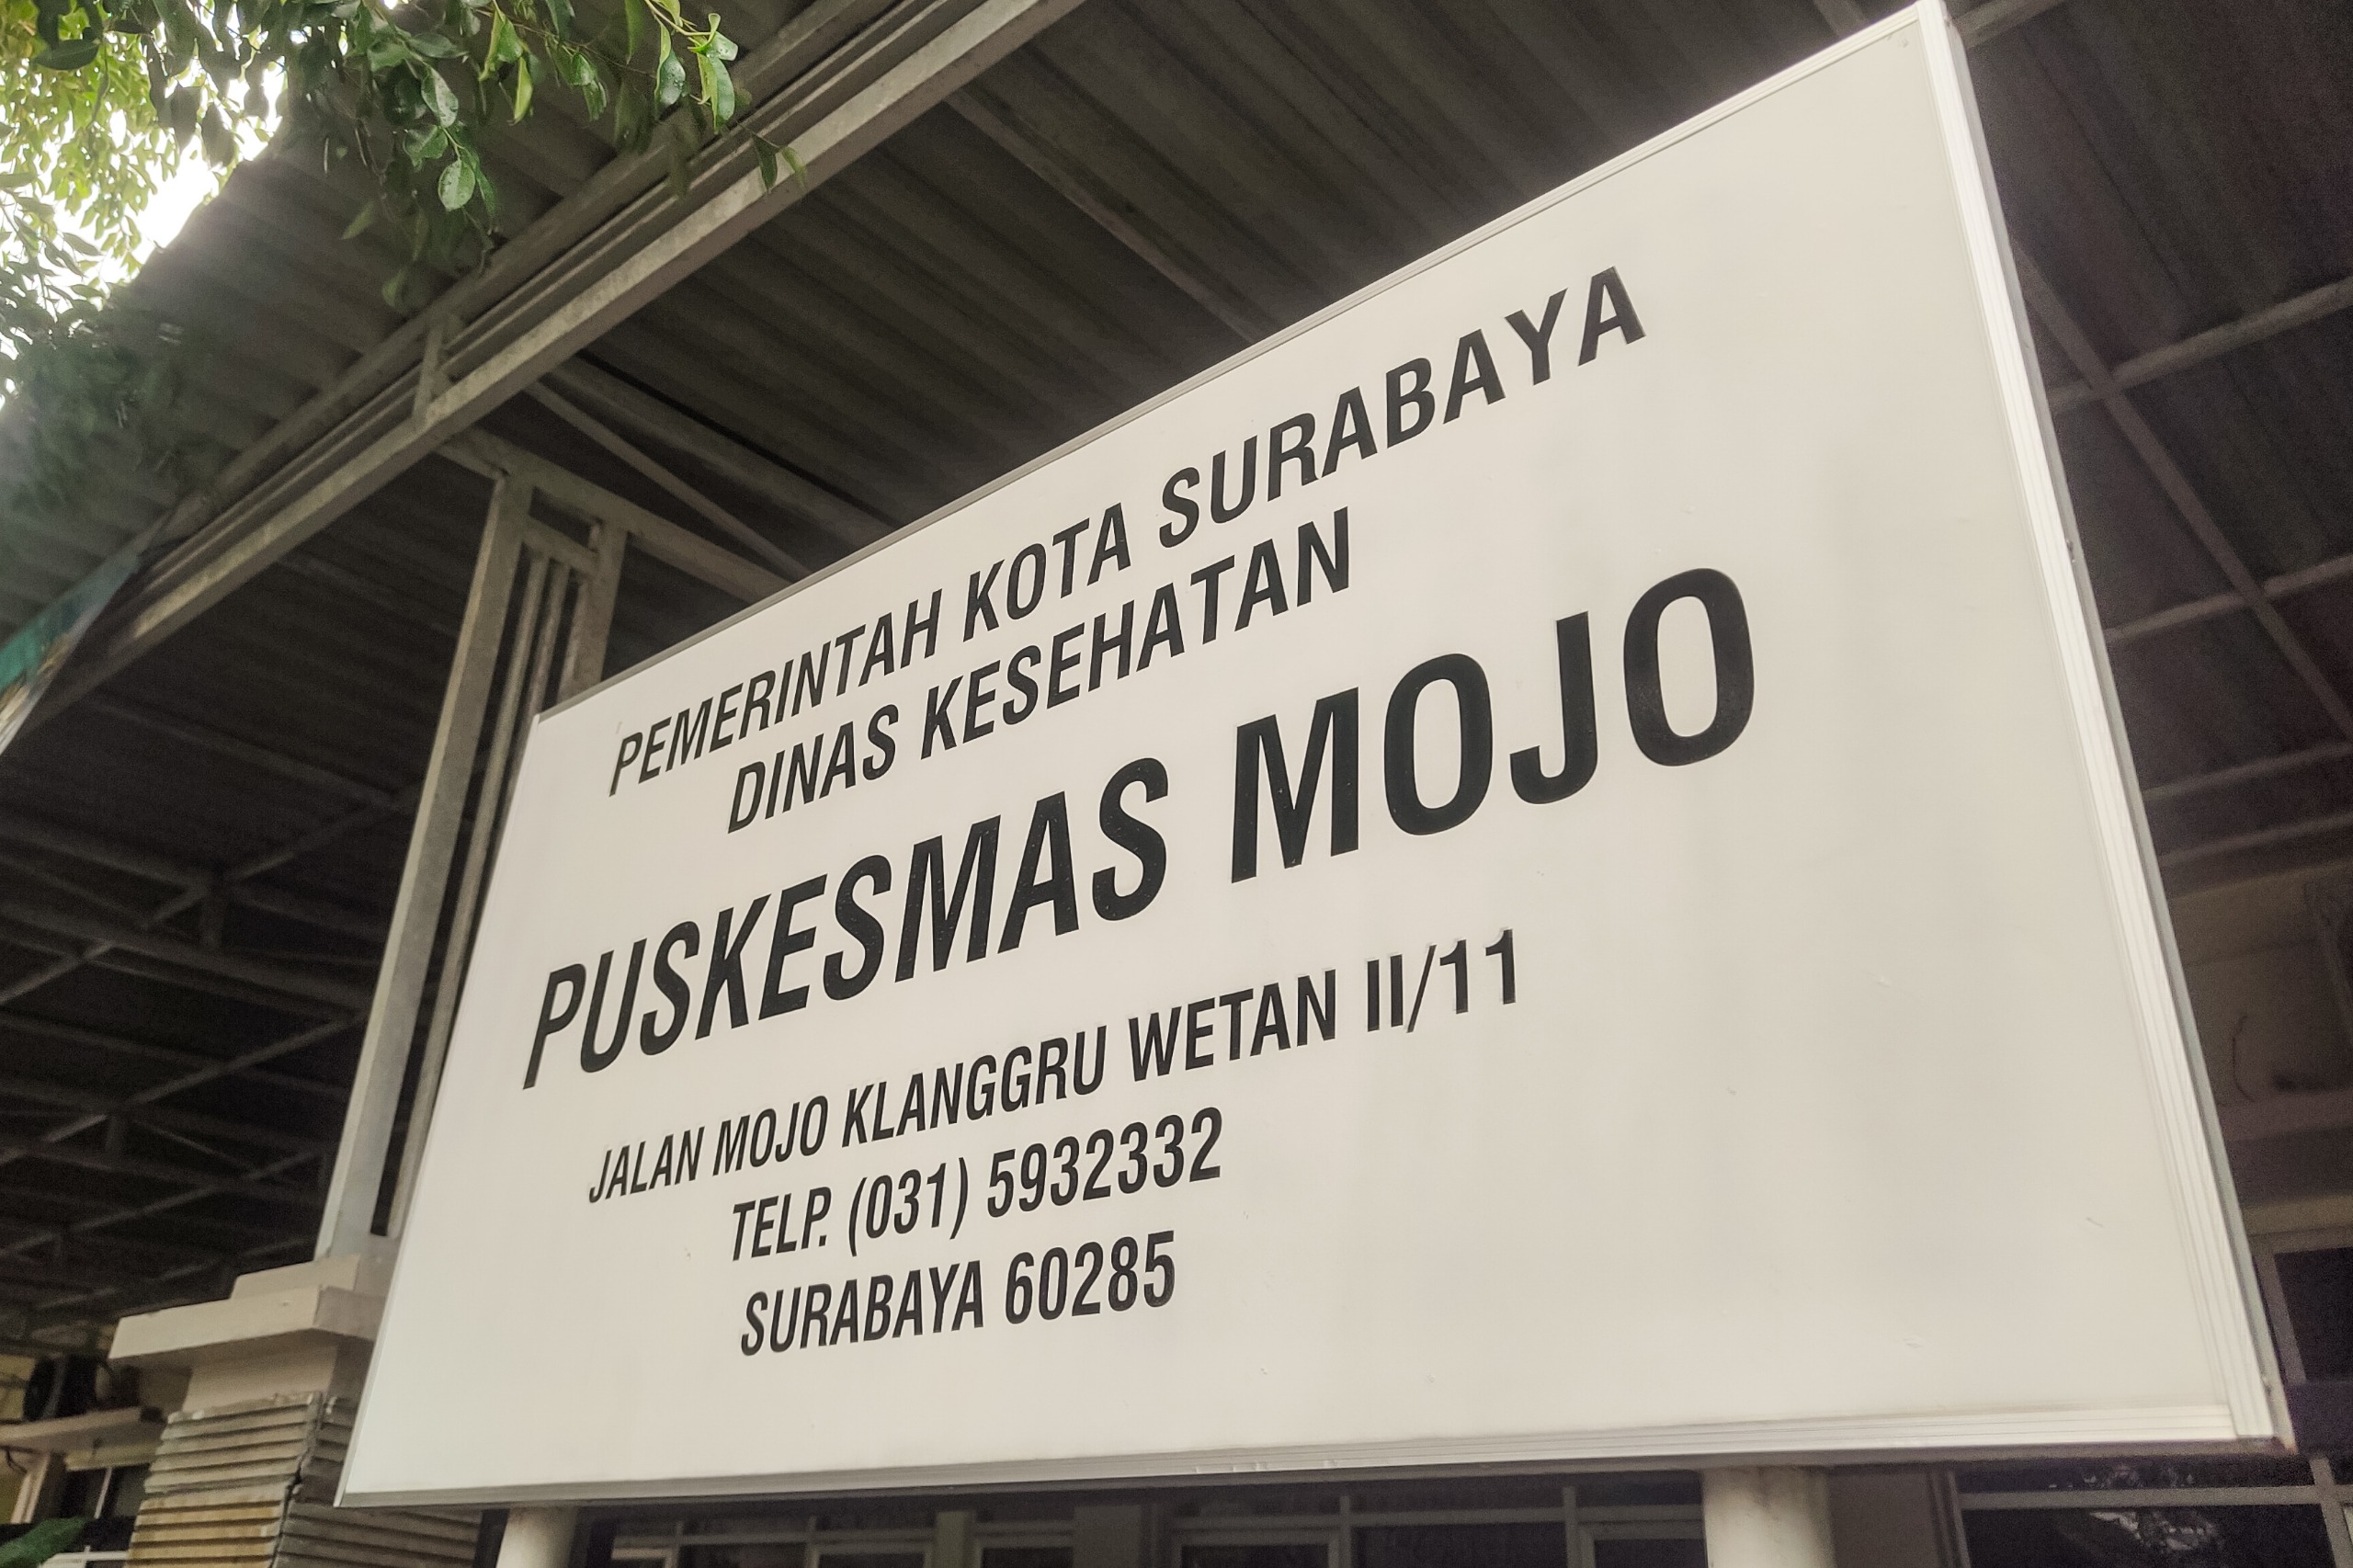 PEMERINTAH KOTA SURABAYA
DINAS KESEHATAN
PUSKESMAS MOJO
JALAN MOJO KLANGGRU WETAN II/11
TELP. (031) 5932332
SURABAYA 60285